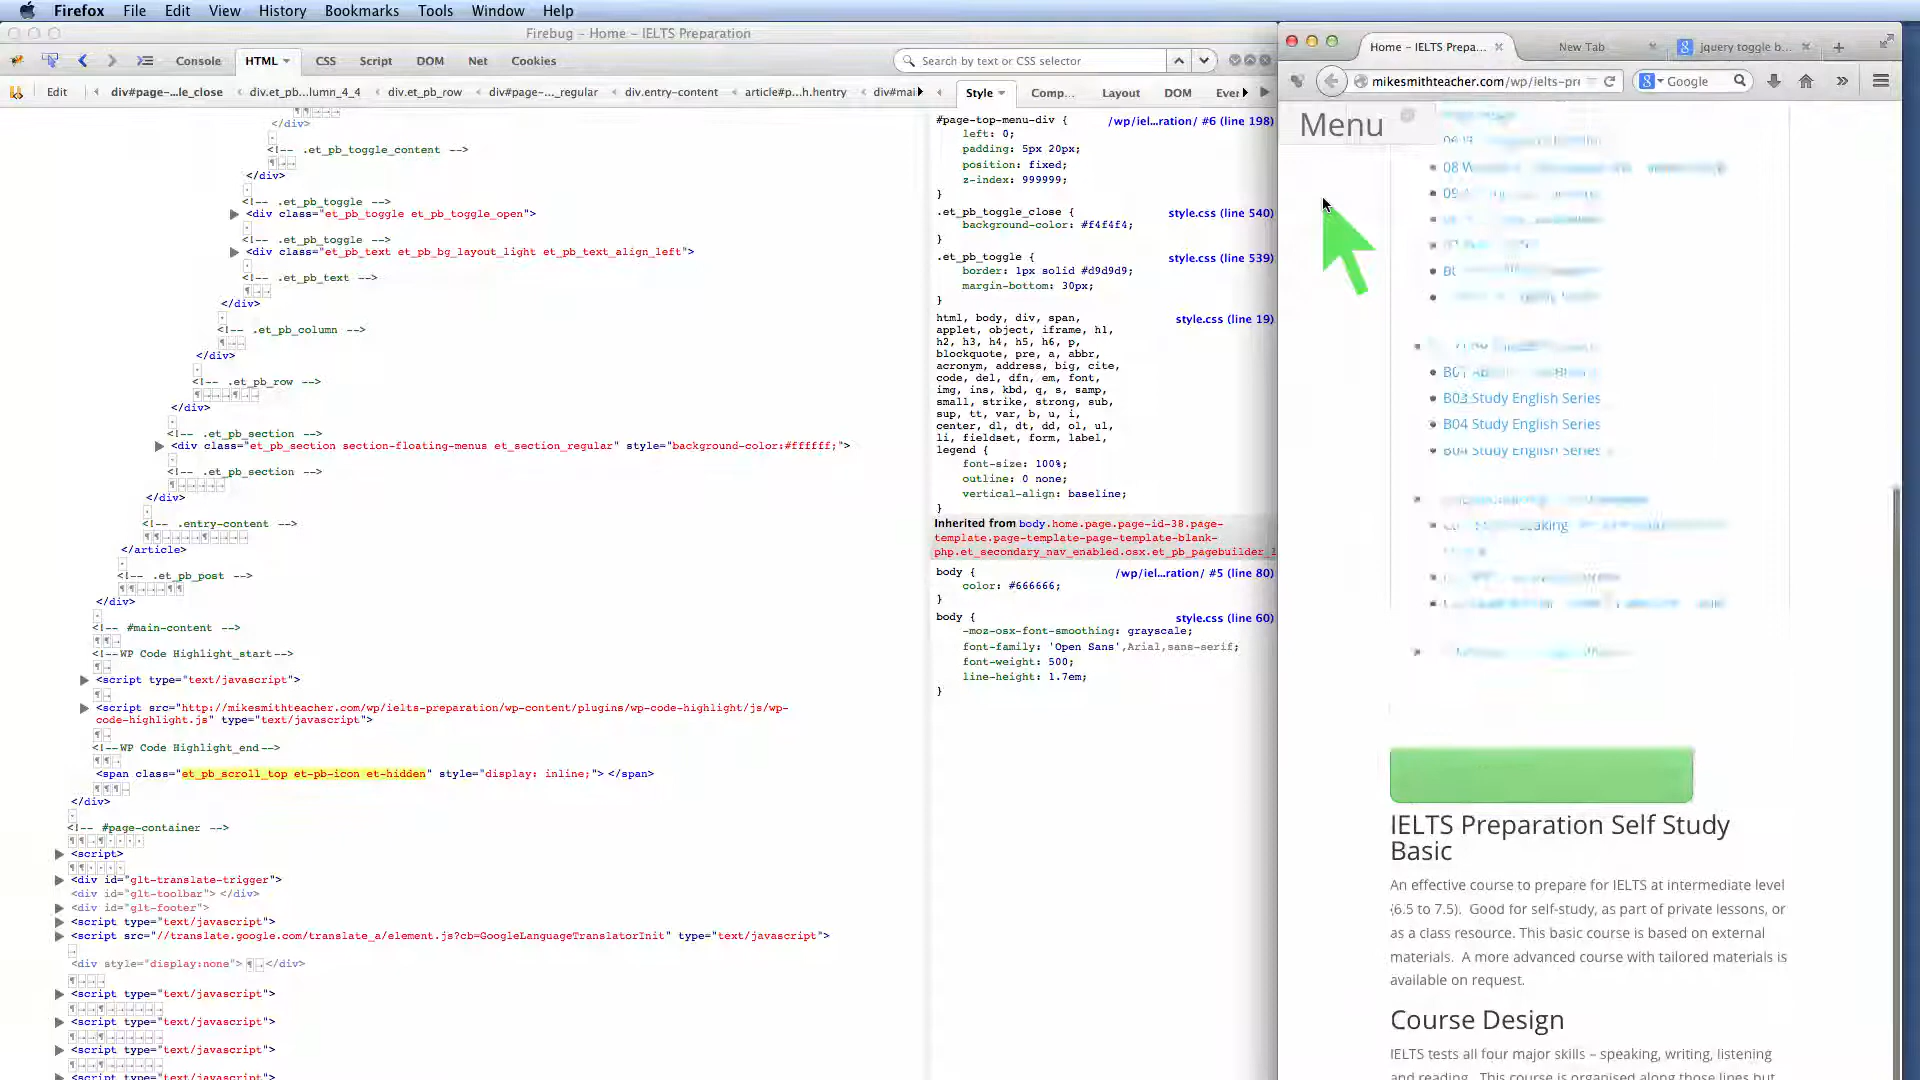 Firefox File Edit View History Bookmarks Tools Window Help
Firebug – Home – IELTS Preparation
Console HTML CSS Script DOM Net Cookies
Search by text or CSS selector
Edit div#page-...le_close div.et_pb...lumn_4_4 div.et_pb_row div#page-..._regular div.entry-content article#p...h.hentry div#mai
</div>
<!-- .et_pb_toggle_content -->
</div>
<!-- .et_pb_toggle -->
<div class="et_pb_toggle et_pb_toggle_open">
<!-- .et_pb_toggle -->
<div class="et_pb_text et_pb_bg_layout_light et_pb_text_align_left">
<!-- .et_pb_text -->
</div>
<!-- .et_pb_column -->
</div>
<!-- .et_pb_row -->
</div>
<!-- .et_pb_section -->
<div class="et_pb_section section-floating-menus et_section_regular" style="background-color:#ffffff;">
<!-- .et_pb_section -->
</div>
<!-- .entry-content -->
</article>
<!-- .et_pb_post -->
</div>
<!-- #main-content -->
<!--WP Code Highlight_start-->
<script type="text/javascript">
<script src="http://mikesmithteacher.com/wp/ielts-preparation/wp-content/plugins/wp-code-highlight/js/wp-
code-highlight.js" type="text/javascript">
<!--WP Code Highlight_end-->
<span class="et_pb_scroll_top et-pb-icon et-hidden" style="display: inline;"> </span>
</div>
<!-- #page-container -->
<script>
<div id="glt-translate-trigger">
<div id="glt-toolbar"> </div>
<div id="glt-footer">
<script type="text/javascript">
<script src="//translate.google.com/translate_a/element.js?cb=GoogleLanguageTranslatorInit" type="text/javascript">
<div style="display:none"> </div>
<script type="text/javascript">
<script type="text/javascript">
<script type="text/javascript">
<script type="text/javascript">
Style Comp... Layout DOM Ever
#page-top-menu-div { /wp/iel...ration/ #6 (line 198)
left: 0;
padding: 5px 20px;
position: fixed;
z-index: 999999;
}
.et_pb_toggle_close { style.css (line 540)
background-color: #f4f4f4;
}
.et_pb_toggle { style.css (line 539)
border: 1px solid #d9d9d9;
margin-bottom: 30px;
}
html, body, div, span, style.css (line 19)
applet, object, iframe, h1,
h2, h3, h4, h5, h6, p,
blockquote, pre, a, abbr,
acronym, address, big, cite,
code, del, dfn, em, font,
img, ins, kbd, q, s, samp,
small, strike, strong, sub,
sup, tt, var, b, u, i,
center, dl, dt, dd, ol, ul,
li, fieldset, form, label,
legend {
font-size: 100%;
outline: 0 none;
vertical-align: baseline;
}
Inherited from body.home.page.page-id-38.page-
template.page-template-page-template-blank-
php.et_secondary_nav_enabled.osx.et_pb_pagebuilder_l
body { /wp/iel...ration/ #5 (line 80)
color: #666666;
}
body { style.css (line 60)
-moz-osx-font-smoothing: grayscale;
font-family: 'Open Sans',Arial,sans-serif;
font-weight: 500;
line-height: 1.7em;
}
Home – IELTS Prepa... New Tab jquery toggle b...
mikesmithteacher.com/wp/ielts-pr Google
Menu
B03 Study English Series
B04 Study English Series
B04 Study English Series
IELTS Preparation Self Study
Basic
An effective course to prepare for IELTS at intermediate level
(6.5 to 7.5). Good for self-study, as part of private lessons, or
as a class resource. This basic course is based on external
materials. A more advanced course with tailored materials is
available on request.
Course Design
IELTS tests all four major skills – speaking, writing, listening
and reading. This course is organised along those lines but